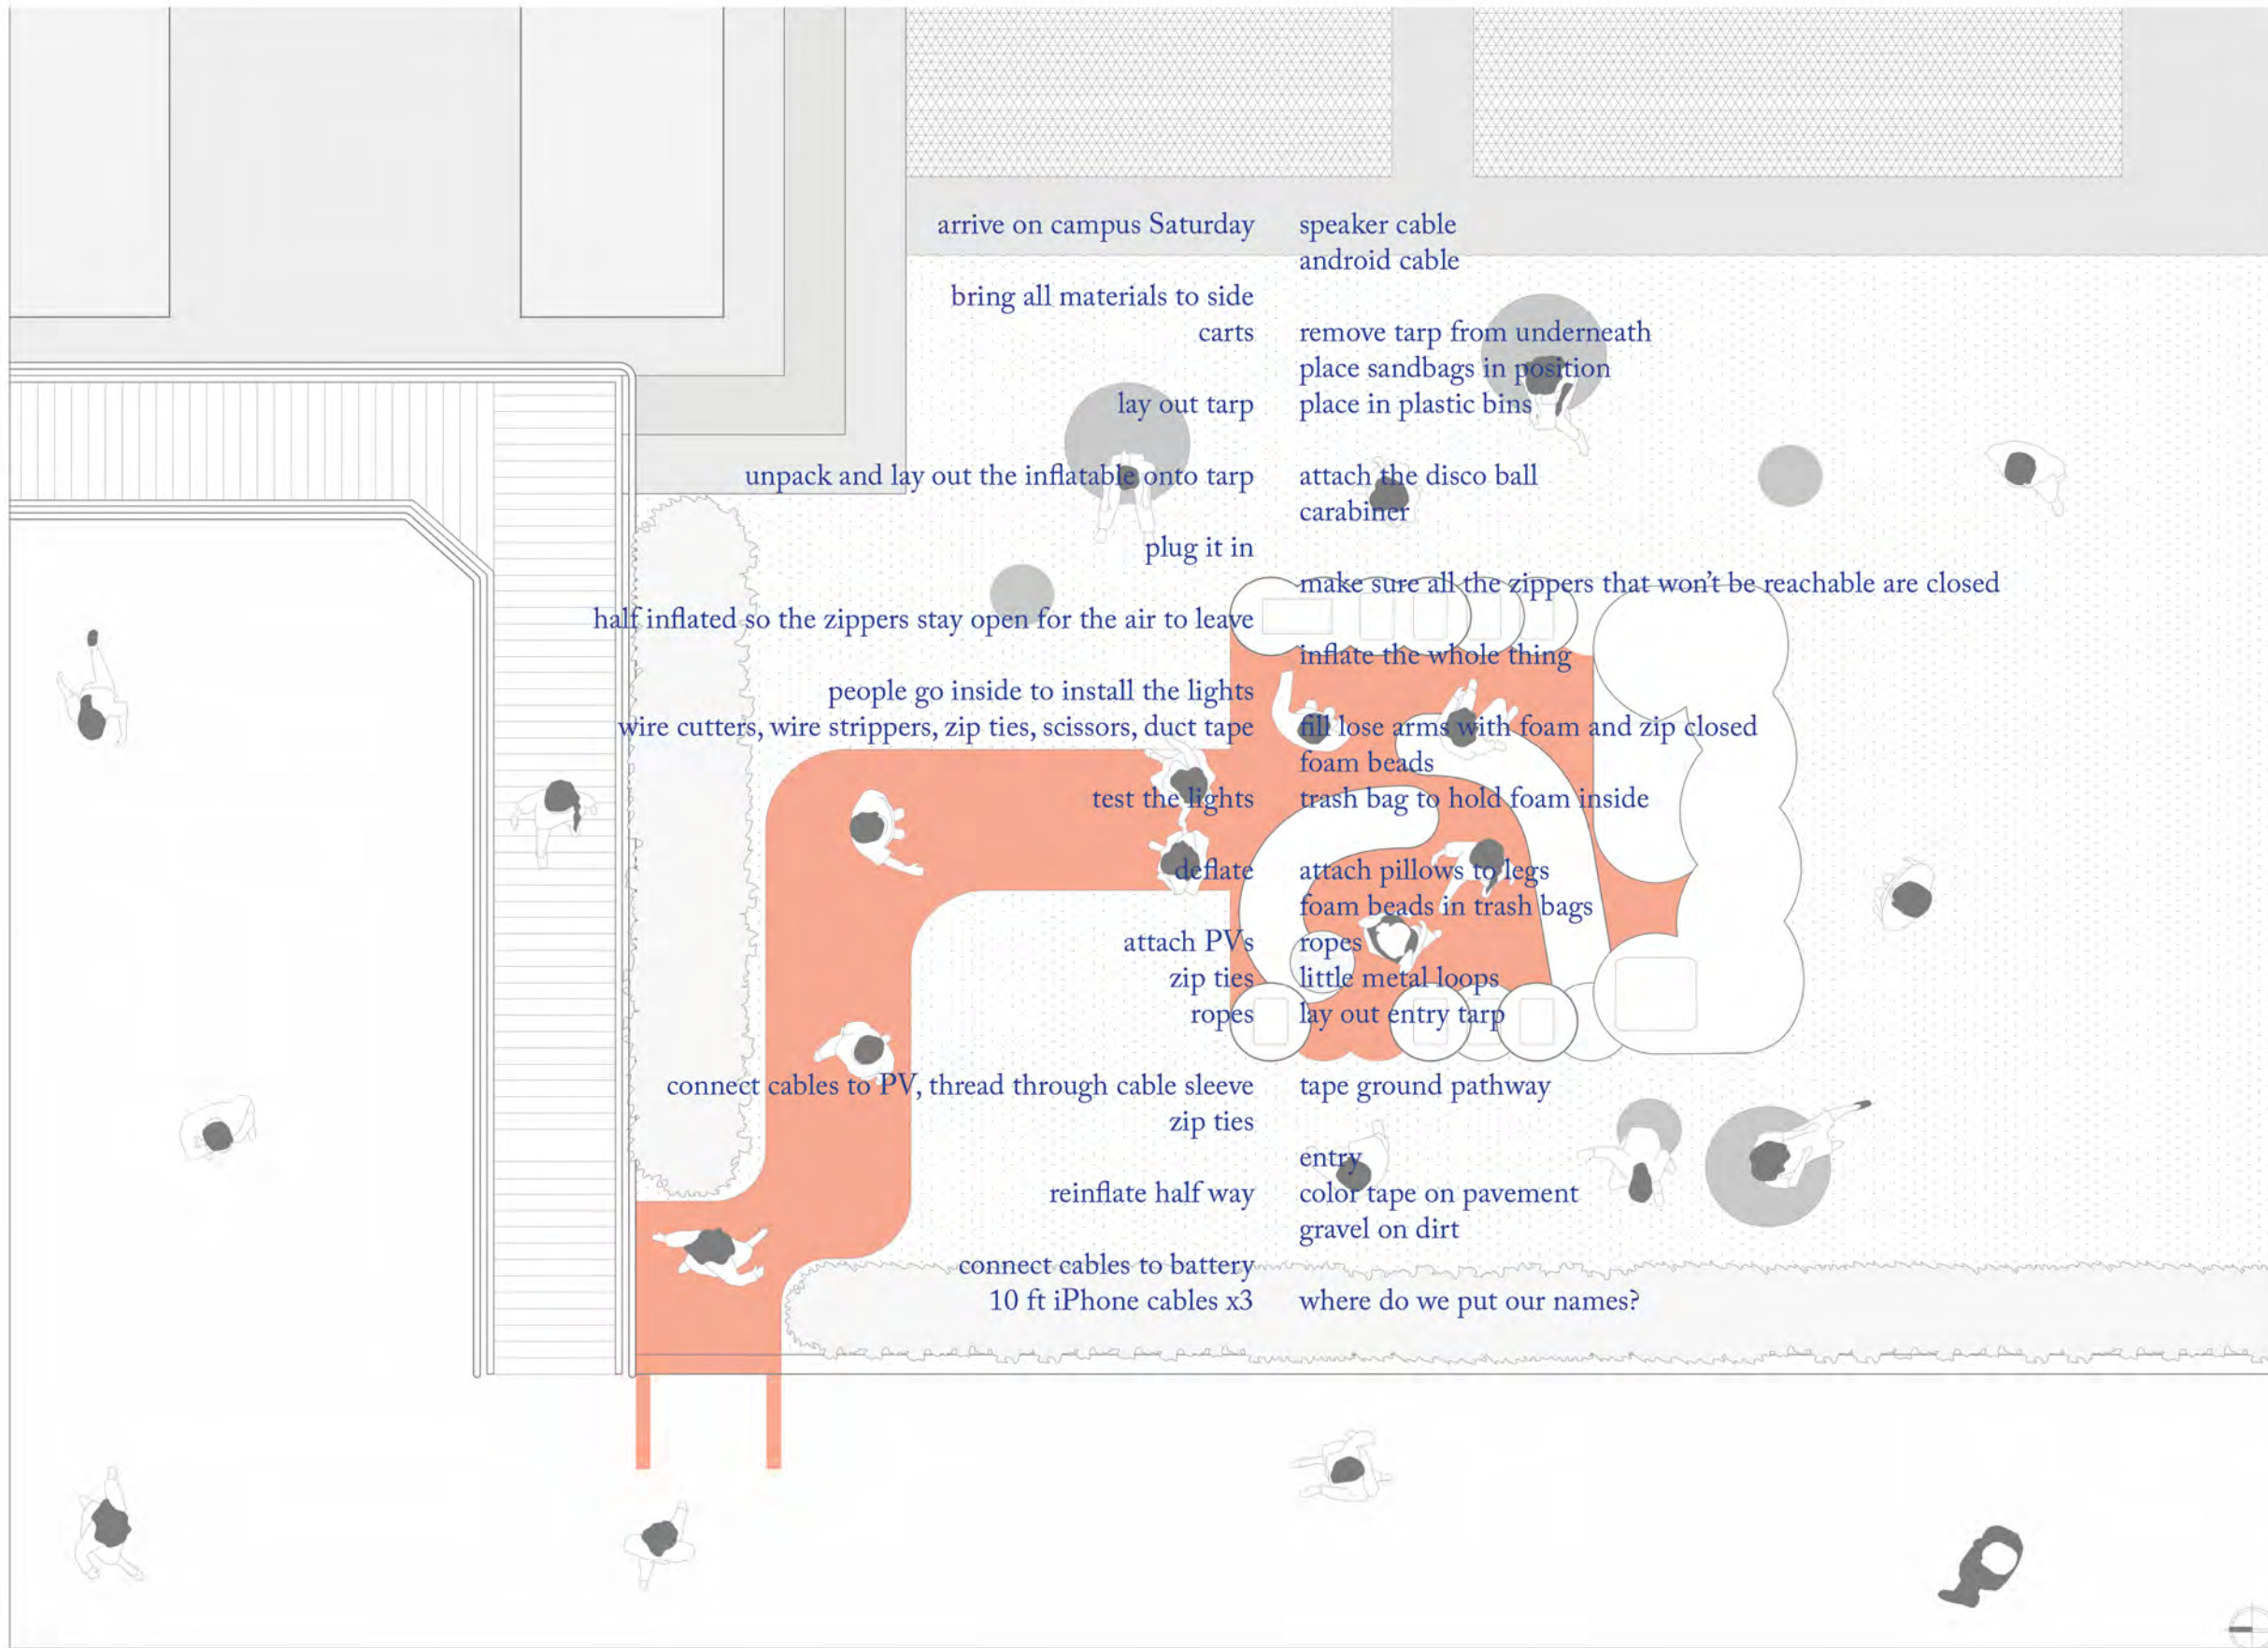 arrive on campus Saturday
bring all materials to side
carts
lay out tarp
unpack and lay out the inflatable onto tarp
plug it in
half inflated so the zippers stay open for the air to leave
people go inside to install the lights
wire cutters, wire strippers, zip ties, scissors, duct tape
test the lights
deflate
attach PVs
zip ties
ropes
connect cables to PV, thread through cable sleeve
zip ties
reinflate half way
connect cables to battery
10 ft iPhone cables x3
speaker cable
android cable
remove tarp from underneath
place sandbags in position
place in plastic bins
attach the disco ball
carabiner
make sure all the zippers that won't be reachable are closed
inflate the whole thing
fill lose arms with foam and zip closed
foam beads
trash bag to hold foam inside
attach pillows to legs
foam beads in trash bags
ropes
little metal loops
lay out entry tarp
tape ground pathway
entry
color tape on pavement
gravel on dirt
where do we put our names?